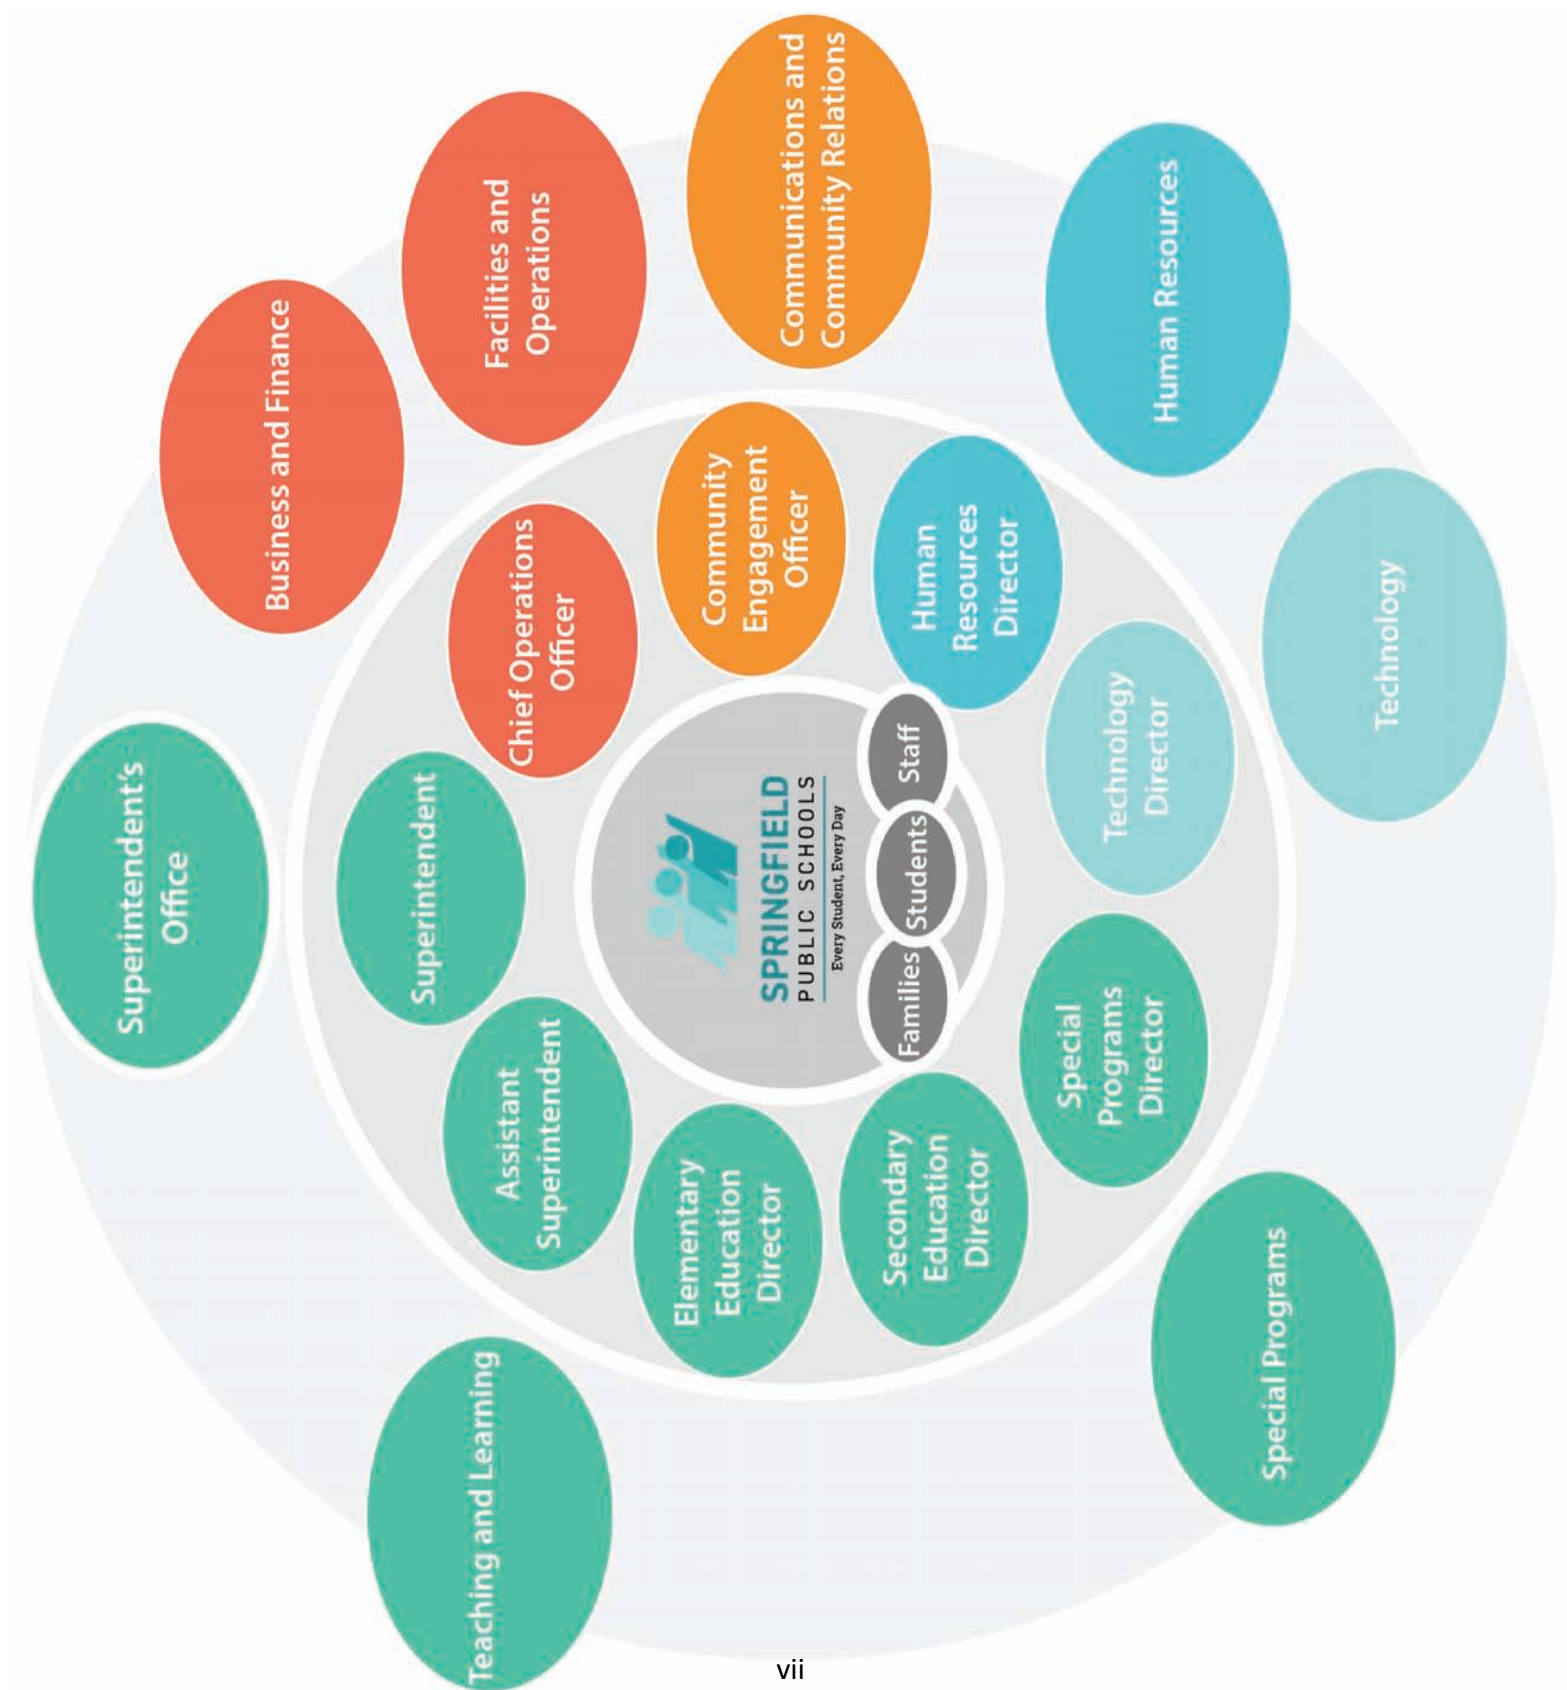 Superintendent's
Office
Business and Finance
Facilities and
Operations
Communications and
Community Relations
Human Resources
Technology
Special Programs
Teaching and Learning
Superintendent
Chief Operations
Officer
Community
Engagement
Officer
Human
Resources
Director
Technology
Director
Special
Programs
Director
Secondary
Education
Director
Elementary
Education
Director
Assistant
Superintendent
SPRINGFIELD
PUBLIC SCHOOLS
Every Student, Every Day
Families
Students
Staff
vii